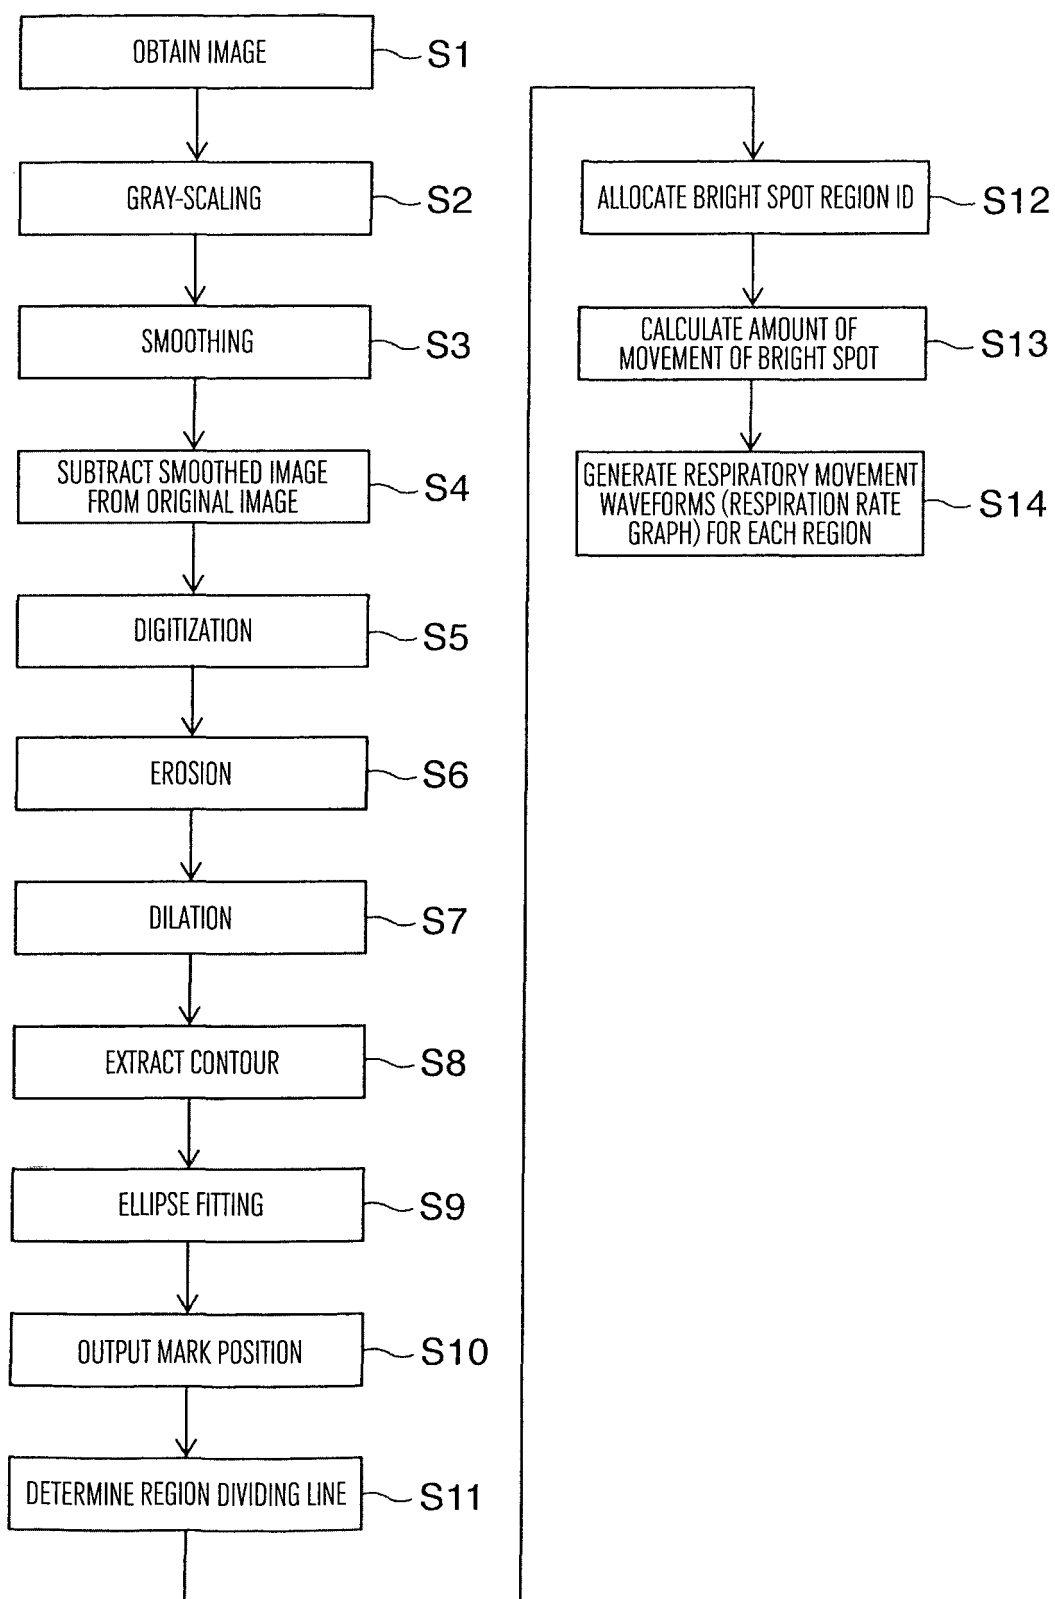 OBTAIN IMAGE
S1
GRAY-SCALING
S2
SMOOTHING
S3
SUBTRACT SMOOTHED IMAGE
FROM ORIGINAL IMAGE
S4
DIGITIZATION
S5
EROSION
S6
DILATION
S7
EXTRACT CONTOUR
S8
ELLIPSE FITTING
S9
OUTPUT MARK POSITION
S10
DETERMINE REGION DIVIDING LINE
S11
ALLOCATE BRIGHT SPOT REGION ID
S12
CALCULATE AMOUNT OF
MOVEMENT OF BRIGHT SPOT
S13
GENERATE RESPIRATORY MOVEMENT
WAVEFORMS (RESPIRATION RATE
GRAPH) FOR EACH REGION
S14